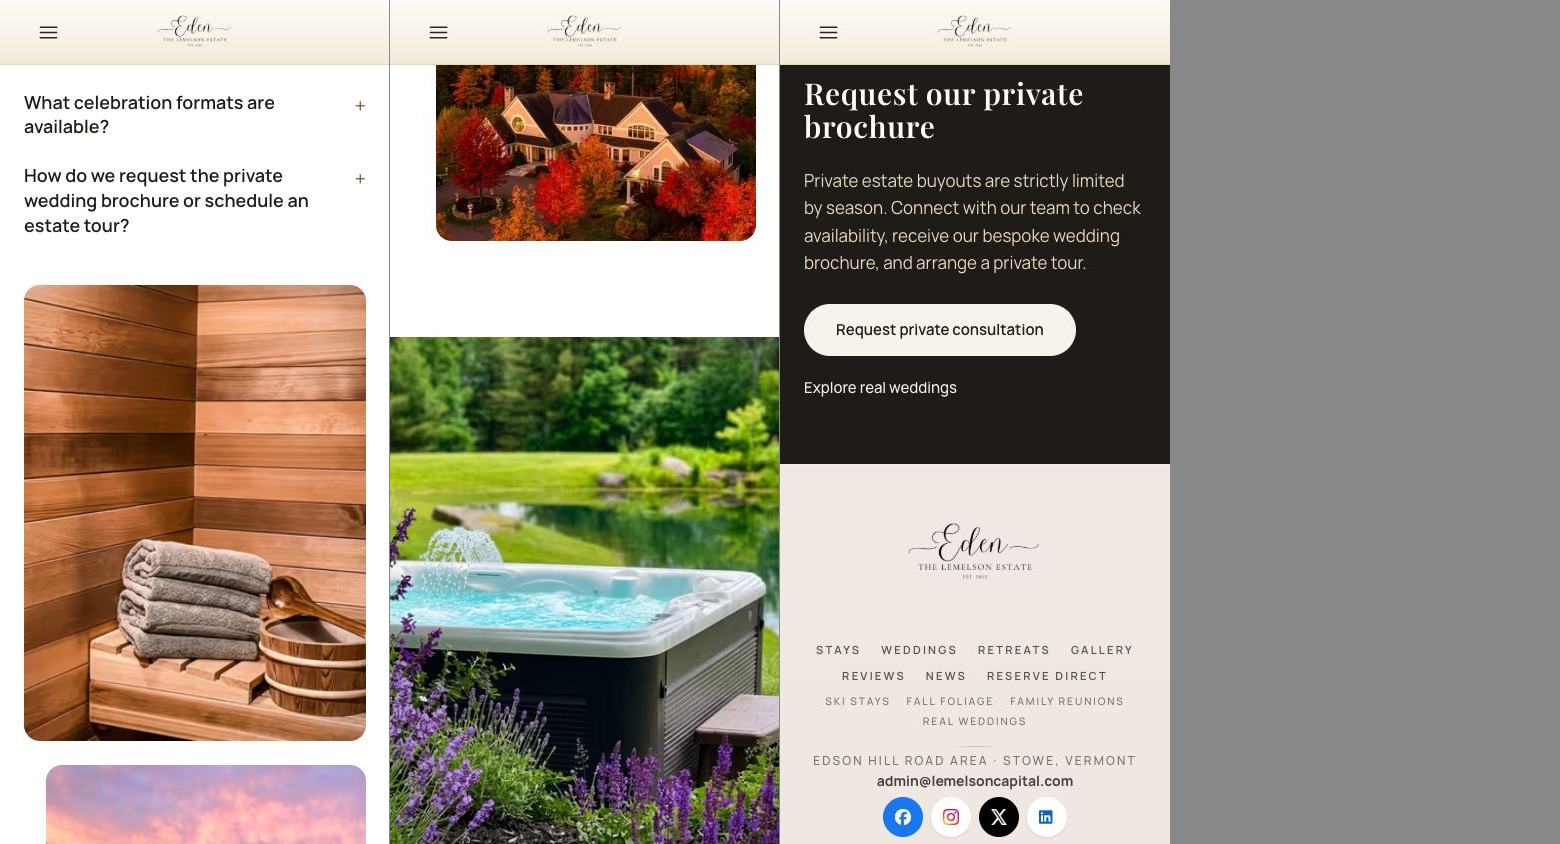 Eden
THE LEMELSON ESTATE
What celebration formats are
available?
+
How do we request the private
wedding brochure or schedule an
estate tour?
+
Eden
THE LEMELSON ESTATE
Eden
THE LEMELSON ESTATE
Request our private
brochure
Private estate buyouts are strictly limited
by season. Connect with our team to check
availability, receive our bespoke wedding
brochure, and arrange a private tour.
Request private consultation
Explore real weddings
Eden
THE LEMELSON ESTATE
STAYS WEDDINGS RETREATS GALLERY
REVIEWS NEWS RESERVE DIRECT
SKI STAYS FALL FOLIAGE FAMILY REUNIONS
REAL WEDDINGS
EDSON HILL ROAD AREA · STOWE, VERMONT
admin@lemelsoncapital.com